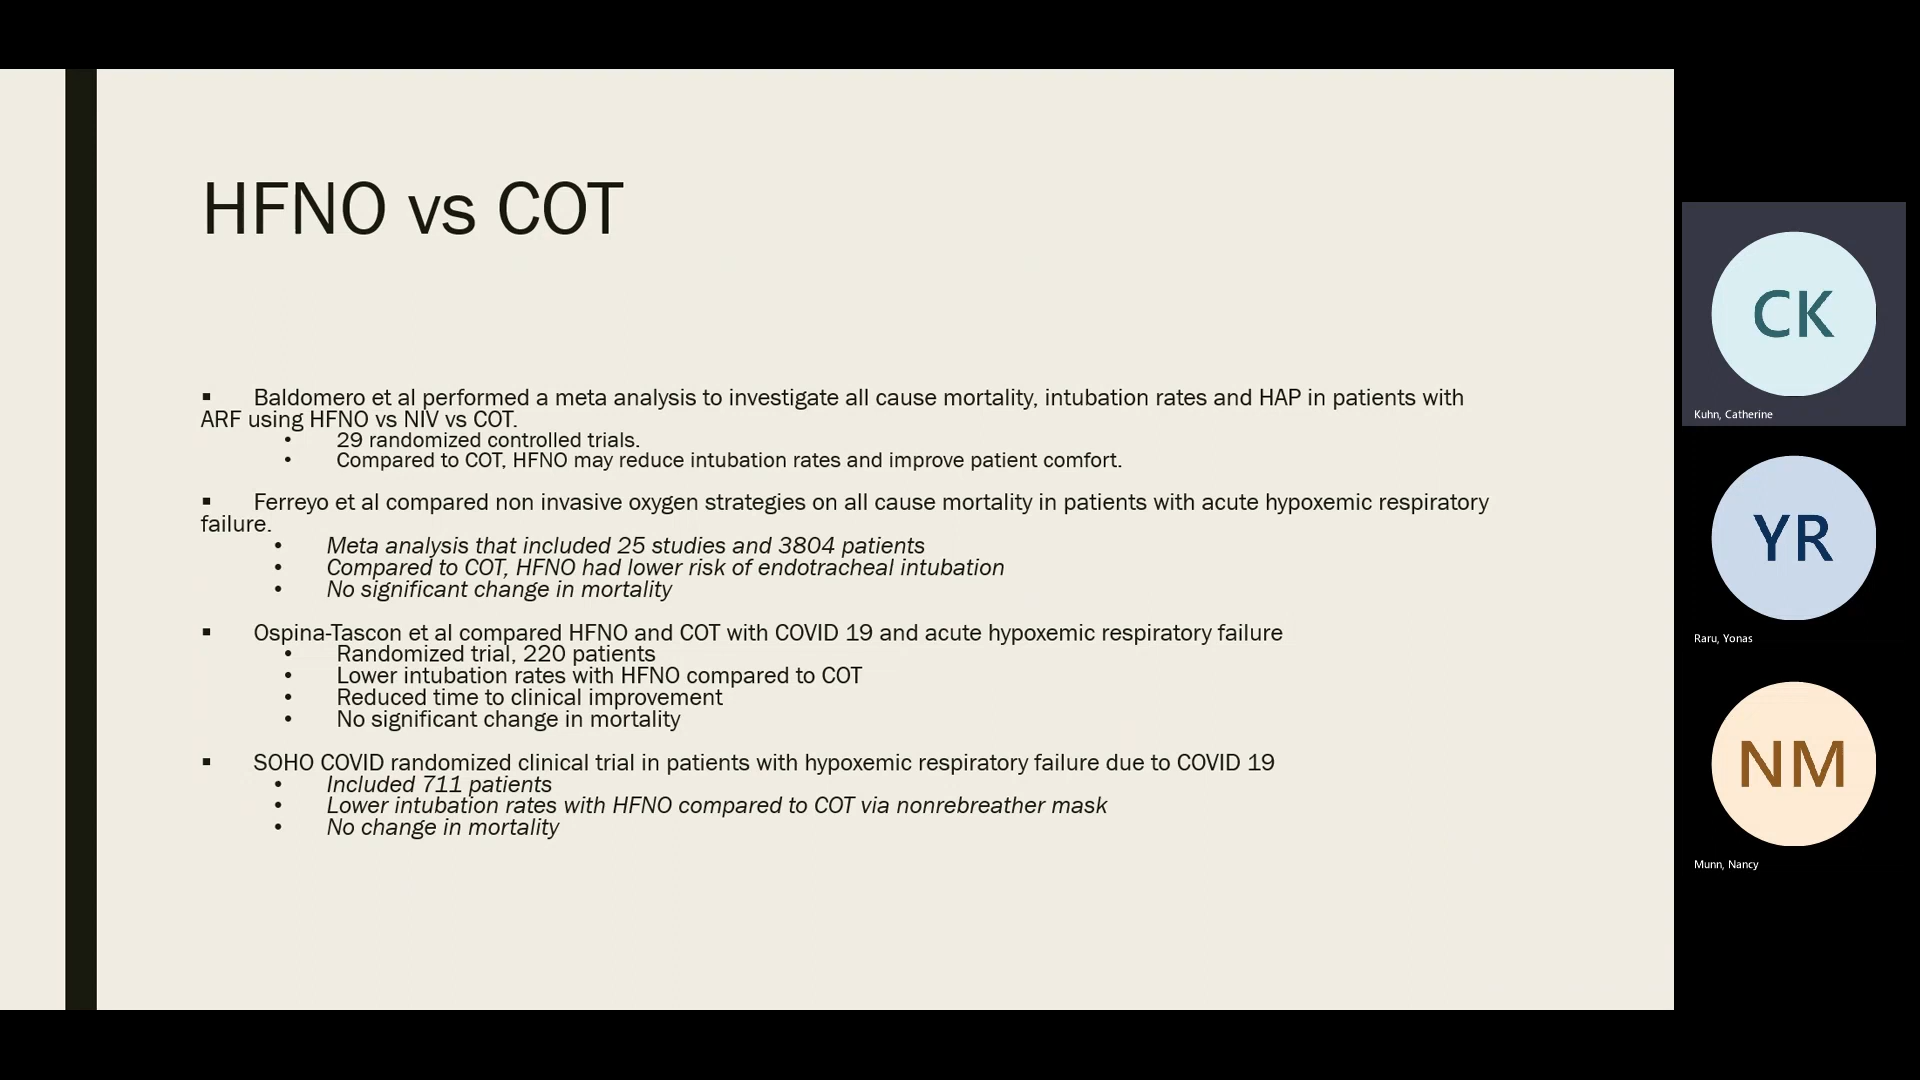 HFNO vs COT
▪ Baldomero et al performed a meta analysis to investigate all cause mortality, intubation rates and HAP in patients with
ARF using HFNO vs NIV vs COT.
• 29 randomized controlled trials.
• Compared to COT, HFNO may reduce intubation rates and improve patient comfort.
▪ Ferreyo et al compared non invasive oxygen strategies on all cause mortality in patients with acute hypoxemic respiratory
failure.
• Meta analysis that included 25 studies and 3804 patients
• Compared to COT, HFNO had lower risk of endotracheal intubation
• No significant change in mortality
▪ Ospina-Tascon et al compared HFNO and COT with COVID 19 and acute hypoxemic respiratory failure
• Randomized trial, 220 patients
• Lower intubation rates with HFNO compared to COT
• Reduced time to clinical improvement
• No significant change in mortality
▪ SOHO COVID randomized clinical trial in patients with hypoxemic respiratory failure due to COVID 19
• Included 711 patients
• Lower intubation rates with HFNO compared to COT via nonrebreather mask
• No change in mortality
CK
Kuhn, Catherine
YR
Raru, Yonas
NM
Munn, Nancy